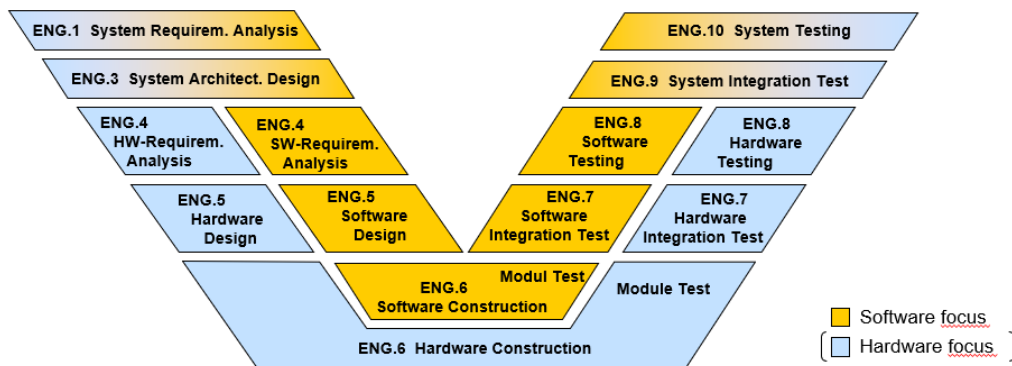 ENG.1 System Requirem. Analysis
ENG.10 System Testing
ENG.3 System Architect. Design
ENG.9 System Integration Test
ENG.4
HW-Requirem.
Analysis
ENG.4
SW-Requirem.
Analysis
ENG.8
Software
Testing
ENG.8
Hardware
Testing
ENG.5
Hardware
Design
ENG.5
Software
Design
ENG.7
Software
Integration Test
ENG.7
Hardware
Integration Test
Modul Test
ENG.6
Software Construction
Module Test
ENG.6 Hardware Construction
Software focus
Hardware focus